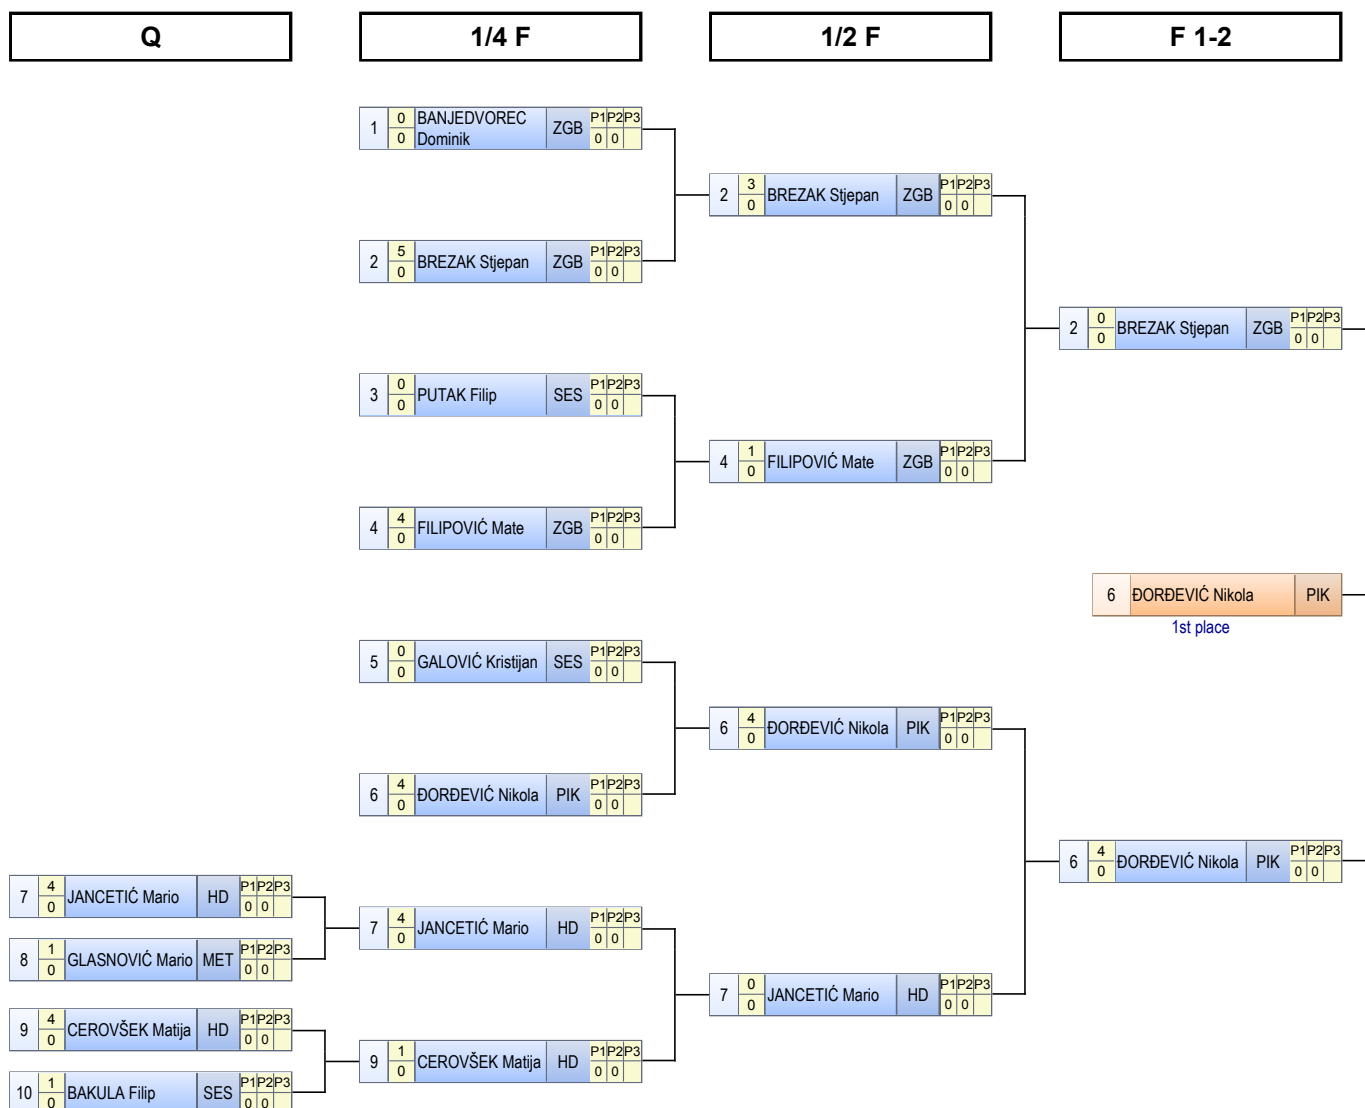 Q
1/4 F
1/2 F
F 1-2
1 0 BANJEDVOREC ZGB P1 P2 P3
0 Dominik 0 0
2 3 BREZAK Stjepan ZGB P1 P2 P3
0 0 0
2 5 BREZAK Stjepan ZGB P1 P2 P3
0 0 0
2 0 BREZAK Stjepan ZGB P1 P2 P3
0 0 0
3 0 PUTAK Filip SES P1 P2 P3
0 0 0
4 1 FILIPOVIĆ Mate ZGB P1 P2 P3
0 0 0
4 4 FILIPOVIĆ Mate ZGB P1 P2 P3
0 0 0
6 ĐORĐEVIĆ Nikola PIK
1st place
5 0 GALOVIĆ Kristijan SES P1 P2 P3
0 0 0
6 4 ĐORĐEVIĆ Nikola PIK P1 P2 P3
0 0 0
6 4 ĐORĐEVIĆ Nikola PIK P1 P2 P3
0 0 0
6 4 ĐORĐEVIĆ Nikola PIK P1 P2 P3
0 0 0
7 4 JANCETIĆ Mario HD P1 P2 P3
0 0 0
7 4 JANCETIĆ Mario HD P1 P2 P3
0 0 0
8 1 GLASNOVIĆ Mario MET P1 P2 P3
0 0 0
7 0 JANCETIĆ Mario HD P1 P2 P3
0 0 0
9 4 CEROVŠEK Matija HD P1 P2 P3
0 0 0
9 1 CEROVŠEK Matija HD P1 P2 P3
0 0 0
10 1 BAKULA Filip SES P1 P2 P3
0 0 0